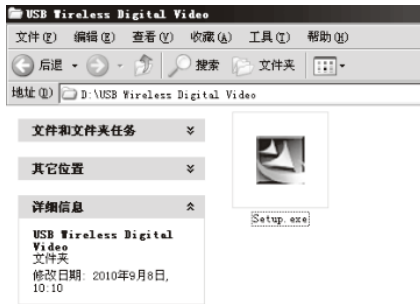 USB Wireless Digital Video
文件(F) 编辑(E) 查看(V) 收藏(A) 工具(T) 帮助(H)
后退 搜索 文件夹
地址(D) D:\USB Wireless Digital Video
文件和文件夹任务
其它位置
详细信息
USB Wireless Digital
Video
文件夹
修改日期: 2010年9月8日,
10:10
Setup.exe